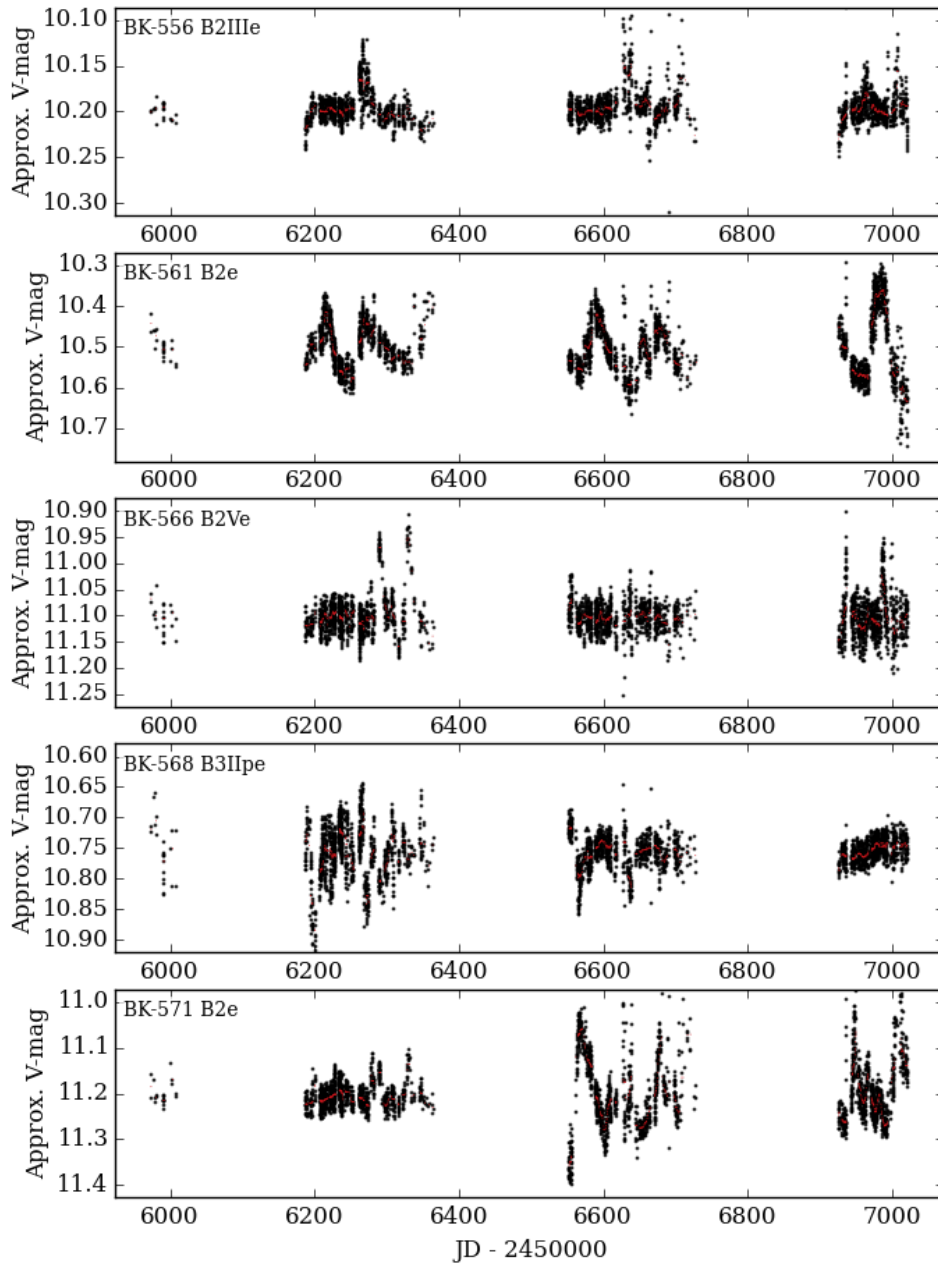 BK-556 B2IIIe
Approx. V-mag
10.10
10.15
10.20
10.25
10.30
6000 6200 6400 6600 6800 7000
BK-561 B2e
Approx. V-mag
10.3
10.4
10.5
10.6
10.7
6000 6200 6400 6600 6800 7000
BK-566 B2Ve
Approx. V-mag
10.90
10.95
11.00
11.05
11.10
11.15
11.20
11.25
6000 6200 6400 6600 6800 7000
BK-568 B3IIpe
Approx. V-mag
10.60
10.65
10.70
10.75
10.80
10.85
10.90
6000 6200 6400 6600 6800 7000
BK-571 B2e
Approx. V-mag
11.0
11.1
11.2
11.3
11.4
6000 6200 6400 6600 6800 7000
JD - 2450000